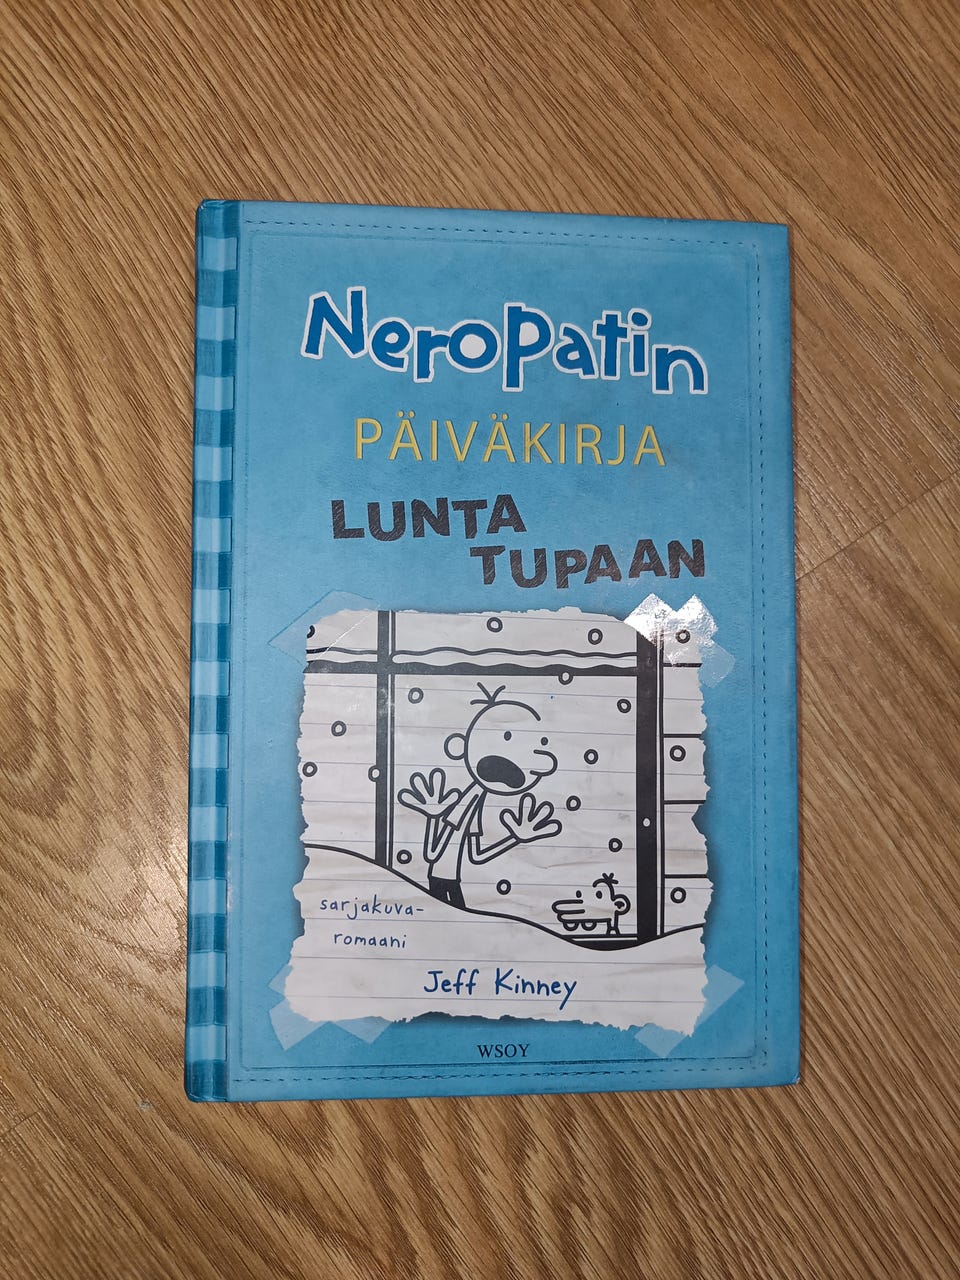 Neropatin
PÄIVÄKIRJA
LUNTA
TUPAAN
sarjakuva-
romaani
Jeff Kinney
WSOY